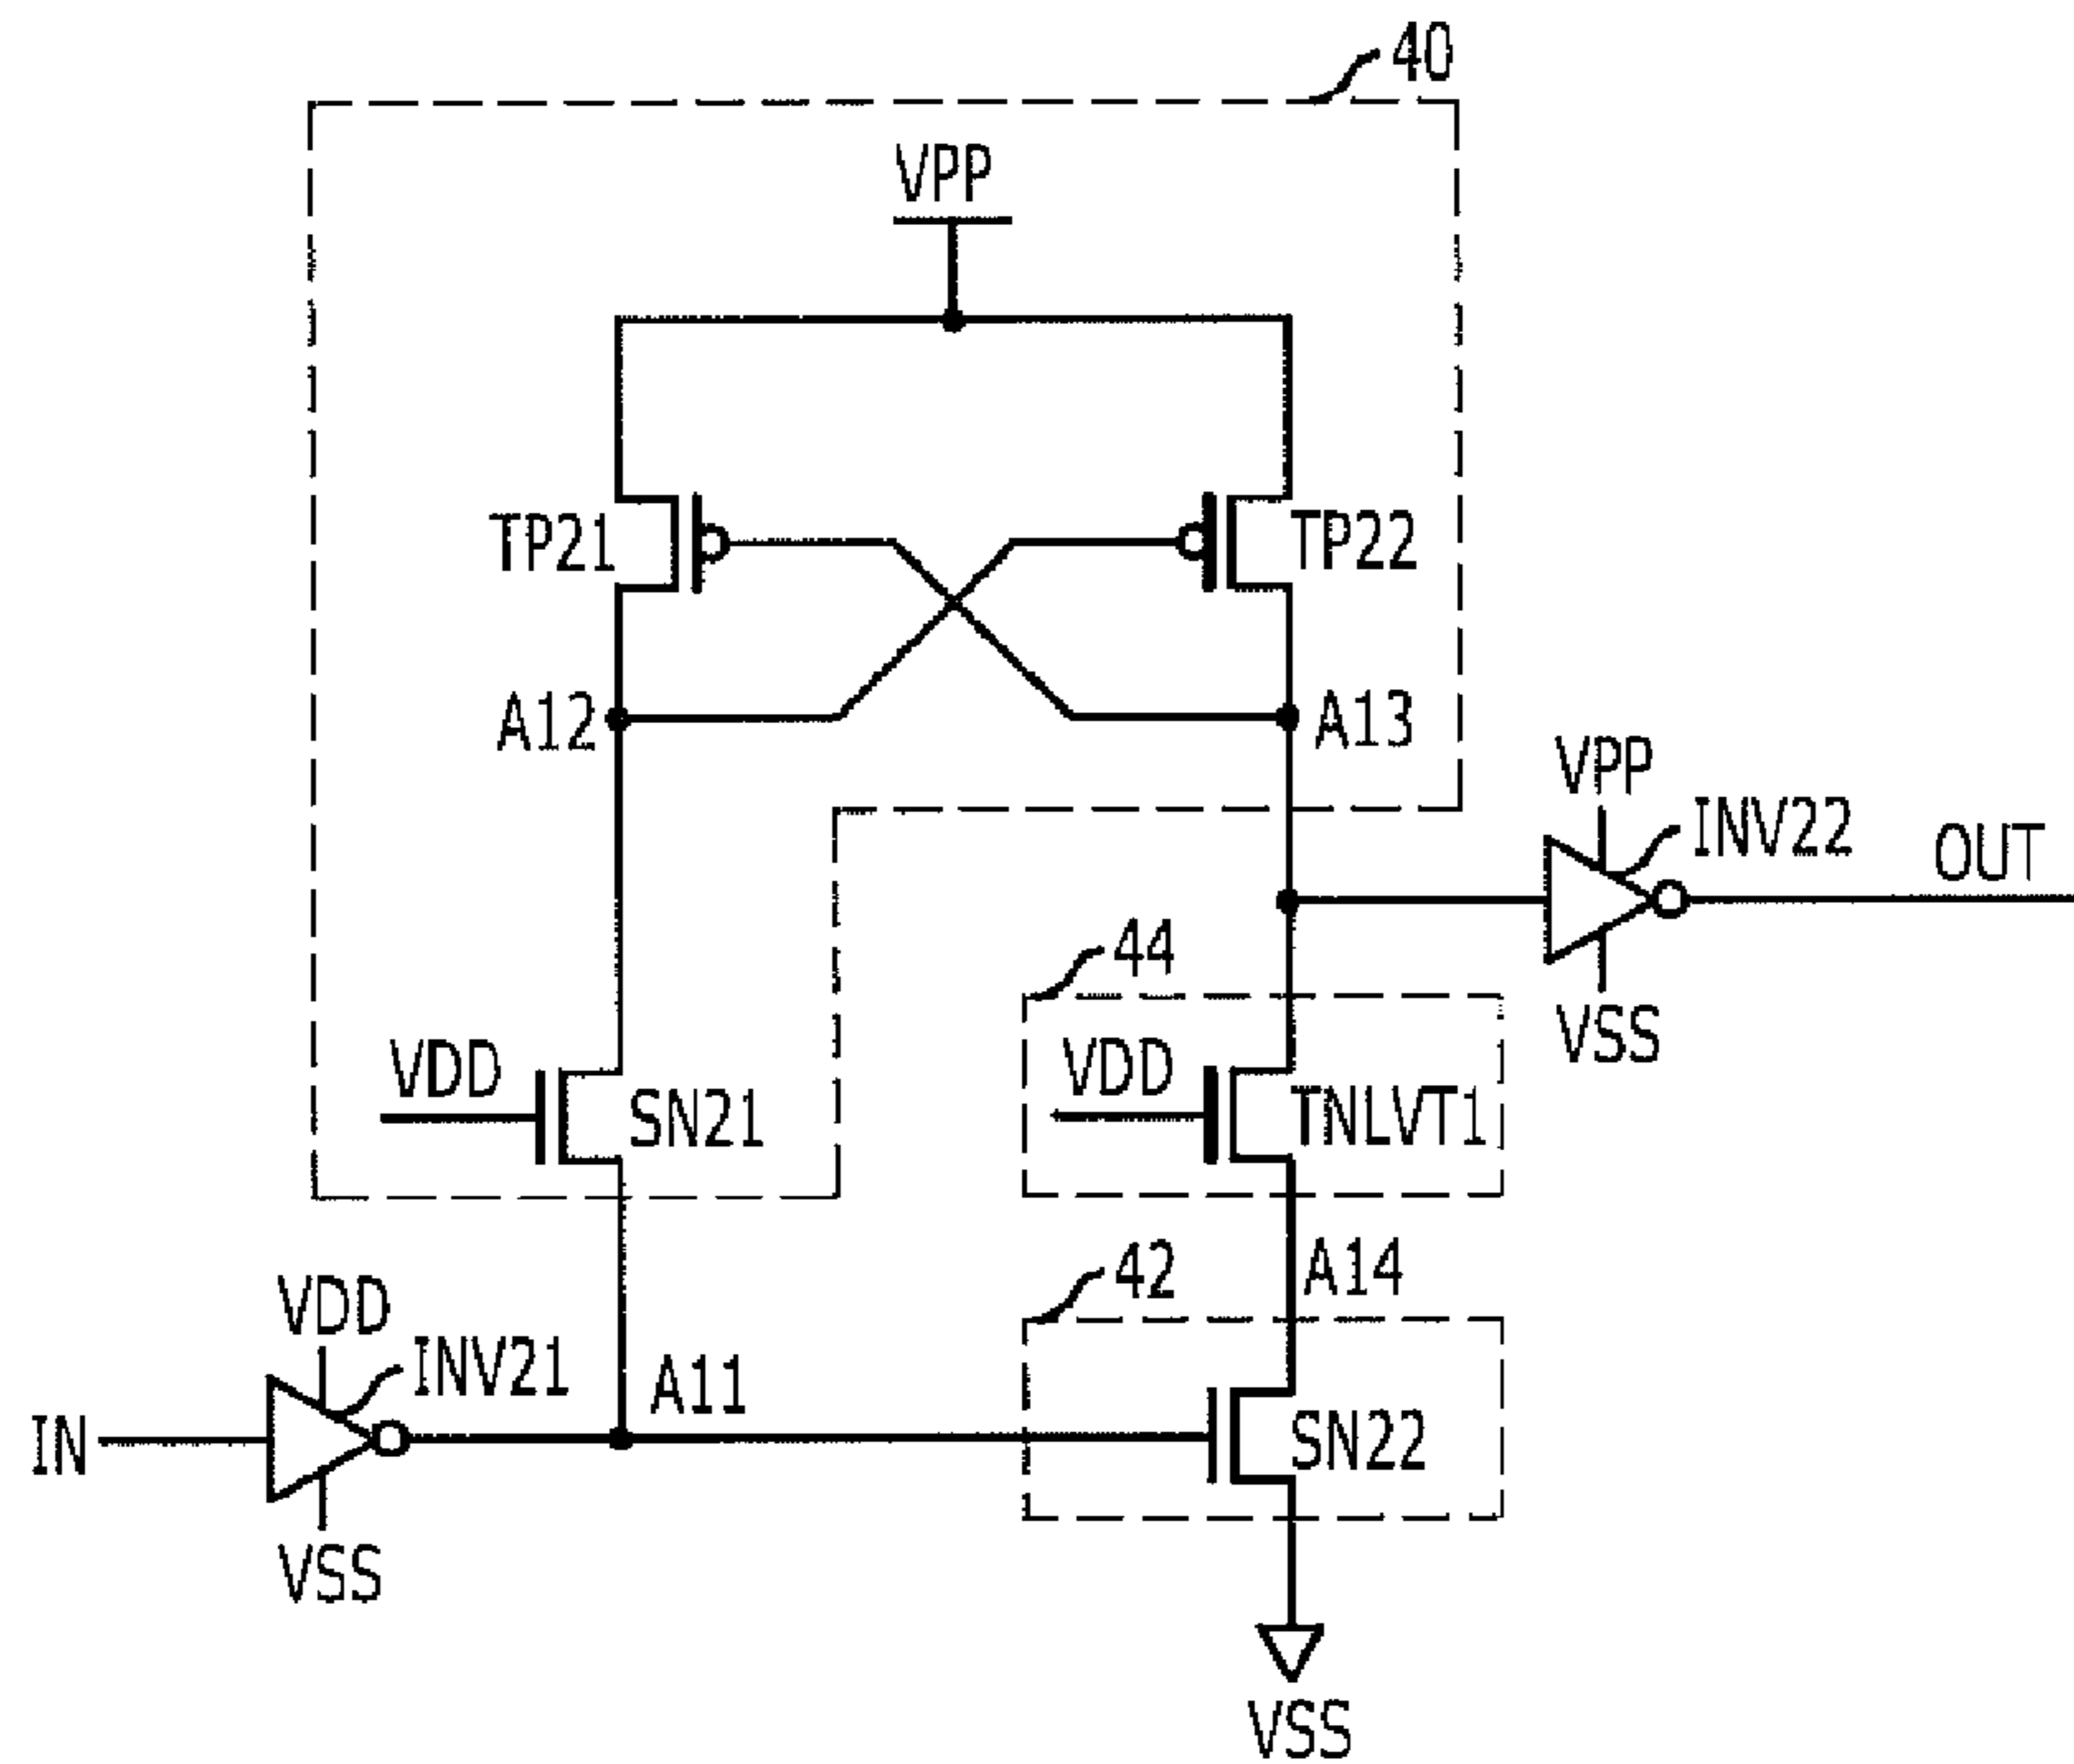 40
VPP
TP21
TP22
A12
A13
VPP
INV22
OUT
44
VSS
VDD
SN21
VDD
TNLVT1
42
A14
VDD
INV21
A11
IN
SN22
VSS
VSS